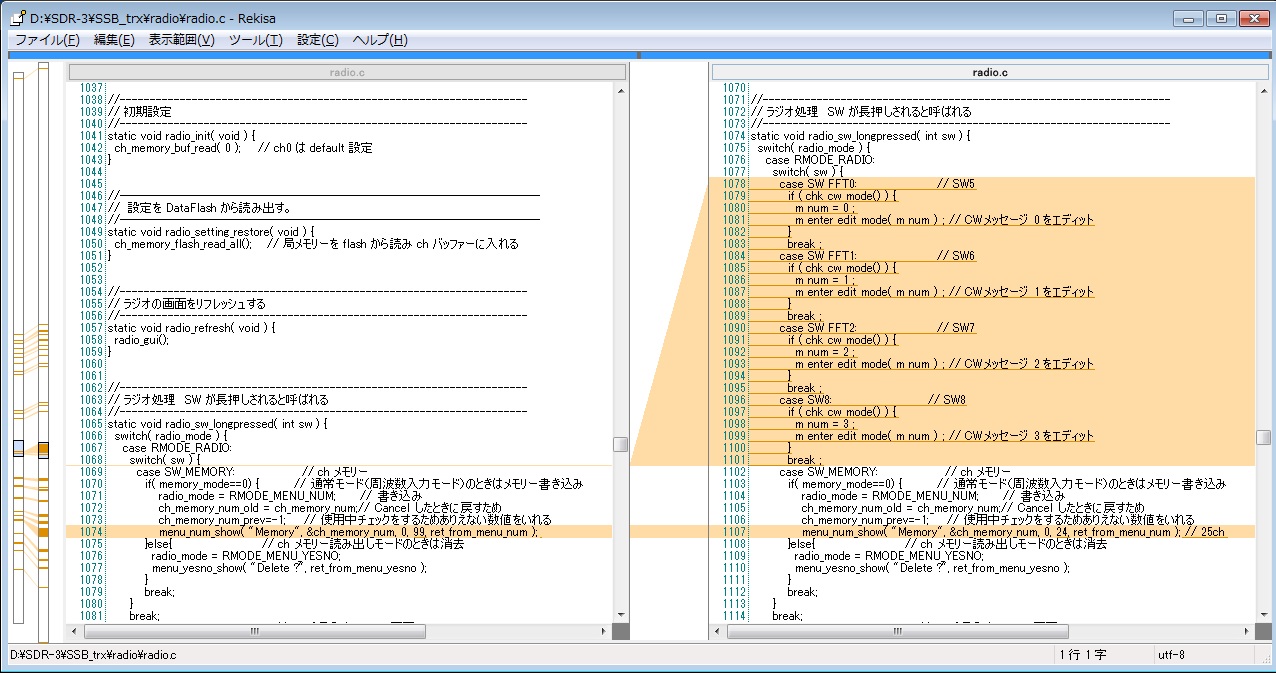 D:¥SDR-3¥SSB_trx¥radio¥radio.c - Rekisa
ファイル(F) 編集(E) 表示範囲(V) ツール(T) 設定(C) ヘルプ(H)
radio.c
1037
1038 //------------------------------------------------------------
1039 // 初期設定
1040 //------------------------------------------------------------
1041 static void radio_init( void ) {
1042 ch_memory_buf_read( 0 ); // ch0 は default 設定
1043 }
1044
1045
1046 //------------------------------------------------------------
1047 // 設定を DataFlash から読み出す。
1048 //------------------------------------------------------------
1049 static void radio_setting_restore( void ) {
1050 ch_memory_flash_read_all(); // 局メモリーを flash から読み ch バッファーに入れる
1051 }
1052
1053
1054 //------------------------------------------------------------
1055 // ラジオの画面をリフレッシュする
1056 //------------------------------------------------------------
1057 static void radio_refresh( void ) {
1058 radio_gui();
1059 }
1060
1061
1062 //------------------------------------------------------------
1063 // ラジオ処理 SW が長押しされると呼ばれる
1064 //------------------------------------------------------------
1065 static void radio_sw_longpressed( int sw ) {
1066 switch( radio_mode ) {
1067 case RMODE_RADIO:
1068 switch( sw ) {
1069 case SW_MEMORY: // ch メモリー
1070 if( memory_mode==0) { // 通常モード(周波数入力モード)のときはメモリー書き込み
1071 radio_mode = RMODE_MENU_NUM; // 書き込み
1072 ch_memory_num_old = ch_memory_num;// Cancel したときに戻すため
1073 ch_memory_num_prev=-1; // 使用中チェックをするためありえない数値をいれる
1074 menu_num_show( "Memory", &ch_memory_num, 0, 99, ret_from_menu_num );
1075 }else{ // ch メモリー読み出しモードのときは消去
1076 radio_mode = RMODE_MENU_YESNO;
1077 menu_yesno_show( "Delete ?", ret_from_menu_yesno );
1078 }
1079 break;
1080 }
1081 break;
radio.c
1070
1071 //------------------------------------------------------------
1072 // ラジオ処理 SW が長押しされると呼ばれる
1073 //------------------------------------------------------------
1074 static void radio_sw_longpressed( int sw ) {
1075 switch( radio_mode ) {
1076 case RMODE_RADIO:
1077 switch( sw ) {
1078 case SW_FFT0: // SW5
1079 if ( chk_cw_mode() ) {
1080 m_num = 0 ;
1081 m_enter_edit_mode( m_num ) ; // CWメッセージ 0をエディット
1082 }
1083 break ;
1084 case SW_FFT1: // SW6
1085 if ( chk_cw_mode() ) {
1086 m_num = 1 ;
1087 m_enter_edit_mode( m_num ) ; // CWメッセージ 1をエディット
1088 }
1089 break ;
1090 case SW_FFT2: // SW7
1091 if ( chk_cw_mode() ) {
1092 m_num = 2 ;
1093 m_enter_edit_mode( m_num ) ; // CWメッセージ 2をエディット
1094 }
1095 break ;
1096 case SW8: // SW8
1097 if ( chk_cw_mode() ) {
1098 m_num = 3 ;
1099 m_enter_edit_mode( m_num ) ; // CWメッセージ 3をエディット
1100 }
1101 break ;
1102 case SW_MEMORY: // ch メモリー
1103 if( memory_mode==0) { // 通常モード(周波数入力モード)のときはメモリー書き込み
1104 radio_mode = RMODE_MENU_NUM; // 書き込み
1105 ch_memory_num_old = ch_memory_num;// Cancel したときに戻すため
1106 ch_memory_num_prev=-1; // 使用中チェックをするためありえない数値をいれる
1107 menu_num_show( "Memory", &ch_memory_num, 0, 24, ret_from_menu_num ); // 25ch
1108 }else{ // ch メモリー読み出しモードのときは消去
1109 radio_mode = RMODE_MENU_YESNO;
1110 menu_yesno_show( "Delete ?", ret_from_menu_yesno );
1111 }
1112 break;
1113 }
1114 break;
D:¥SDR-3¥SSB_trx¥radio¥radio.c 1 行 1 字 utf-8